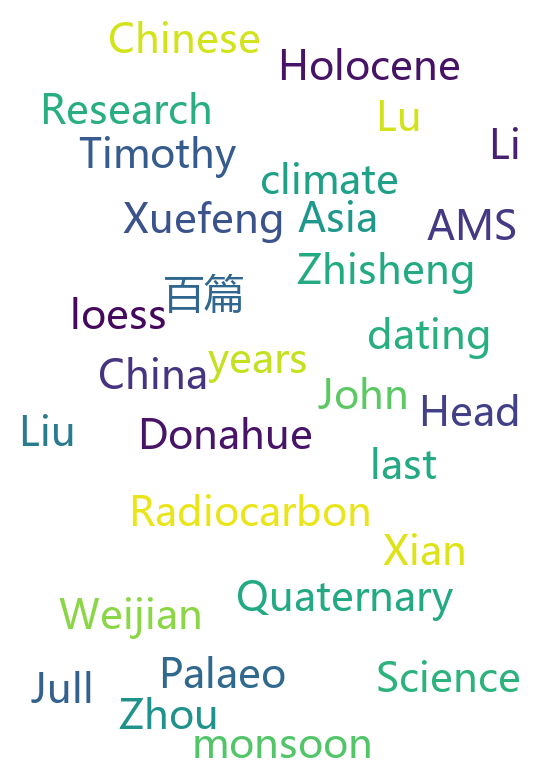 Chinese
Holocene
Research
Lu
Timothy
Li
climate
Xuefeng
Asia
AMS
Zhisheng
百篇
loess
dating
China
years
John
Head
Liu
Donahue
last
Radiocarbon
Xian
Quaternary
Weijian
Palaeo
Science
Jull
Zhou
monsoon